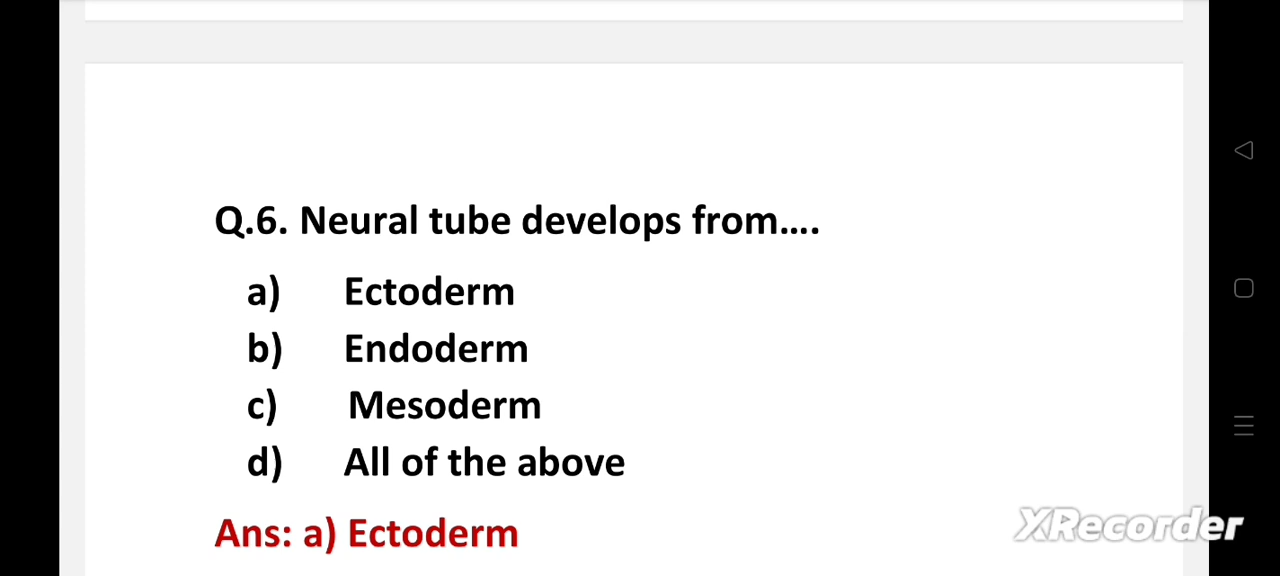 Q.6. Neural tube develops from....
a) Ectoderm
b) Endoderm
c) Mesoderm
d) All of the above
Ans: a) Ectoderm
XRecorder